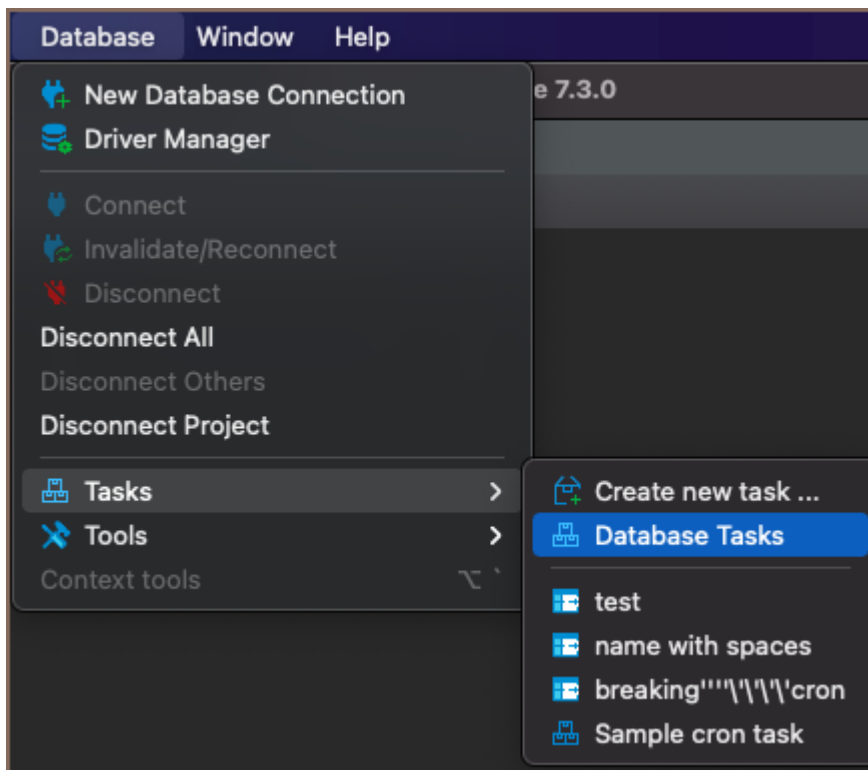 Database Window Help
e 7.3.0
New Database Connection
Driver Manager
Connect
Invalidate/Reconnect
Disconnect
Disconnect All
Disconnect Others
Disconnect Project
Tasks
Tools
Context tools ⌥ `
Create new task ...
Database Tasks
test
name with spaces
breaking''''\'\'\'\'cron
Sample cron task